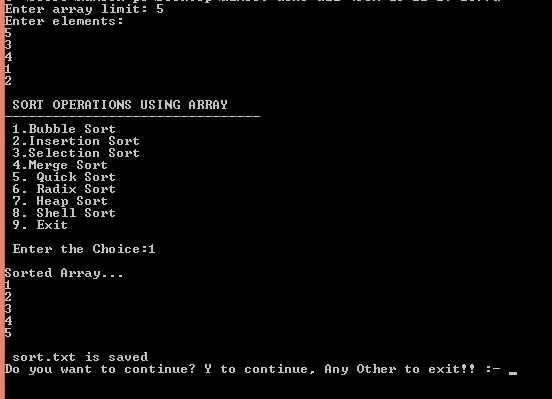 Enter array limit: 5
Enter elements:
5
3
4
1
2
SORT OPERATIONS USING ARRAY
---------------------------------
1.Bubble Sort
2.Insertion Sort
3.Selection Sort
4.Merge Sort
5. Quick Sort
6. Radix Sort
7. Heap Sort
8. Shell Sort
9. Exit
Enter the Choice:1
Sorted Array...
1
2
3
4
5
sort.txt is saved
Do you want to continue? Y to continue, Any Other to exit!! :- _